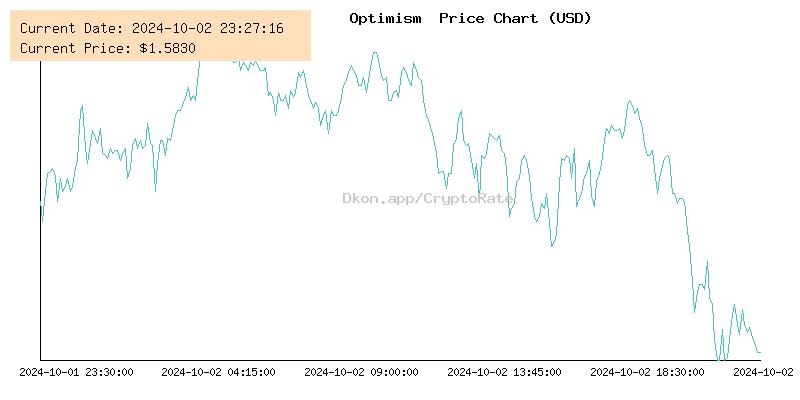 Optimism  Price Chart (USD)
Current Date: 2024-10-02 23:27:16
Current Price: $1.5830
Dkon.app/CryptoRate
2024-10-01 23:30:00 2024-10-02 04:15:00 2024-10-02 09:00:00 2024-10-02 13:45:00 2024-10-02 18:30:00 2024-10-02